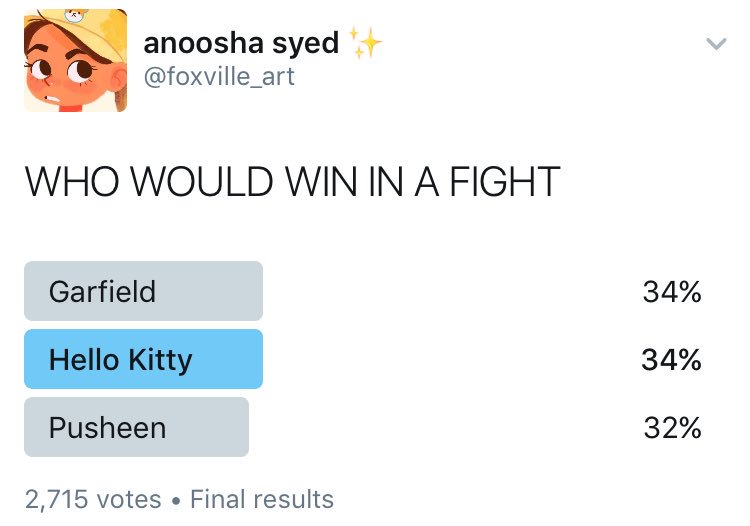 anoosha syed ✨
@foxville_art
WHO WOULD WIN IN A FIGHT
Garfield 34%
Hello Kitty 34%
Pusheen 32%
2,715 votes • Final results